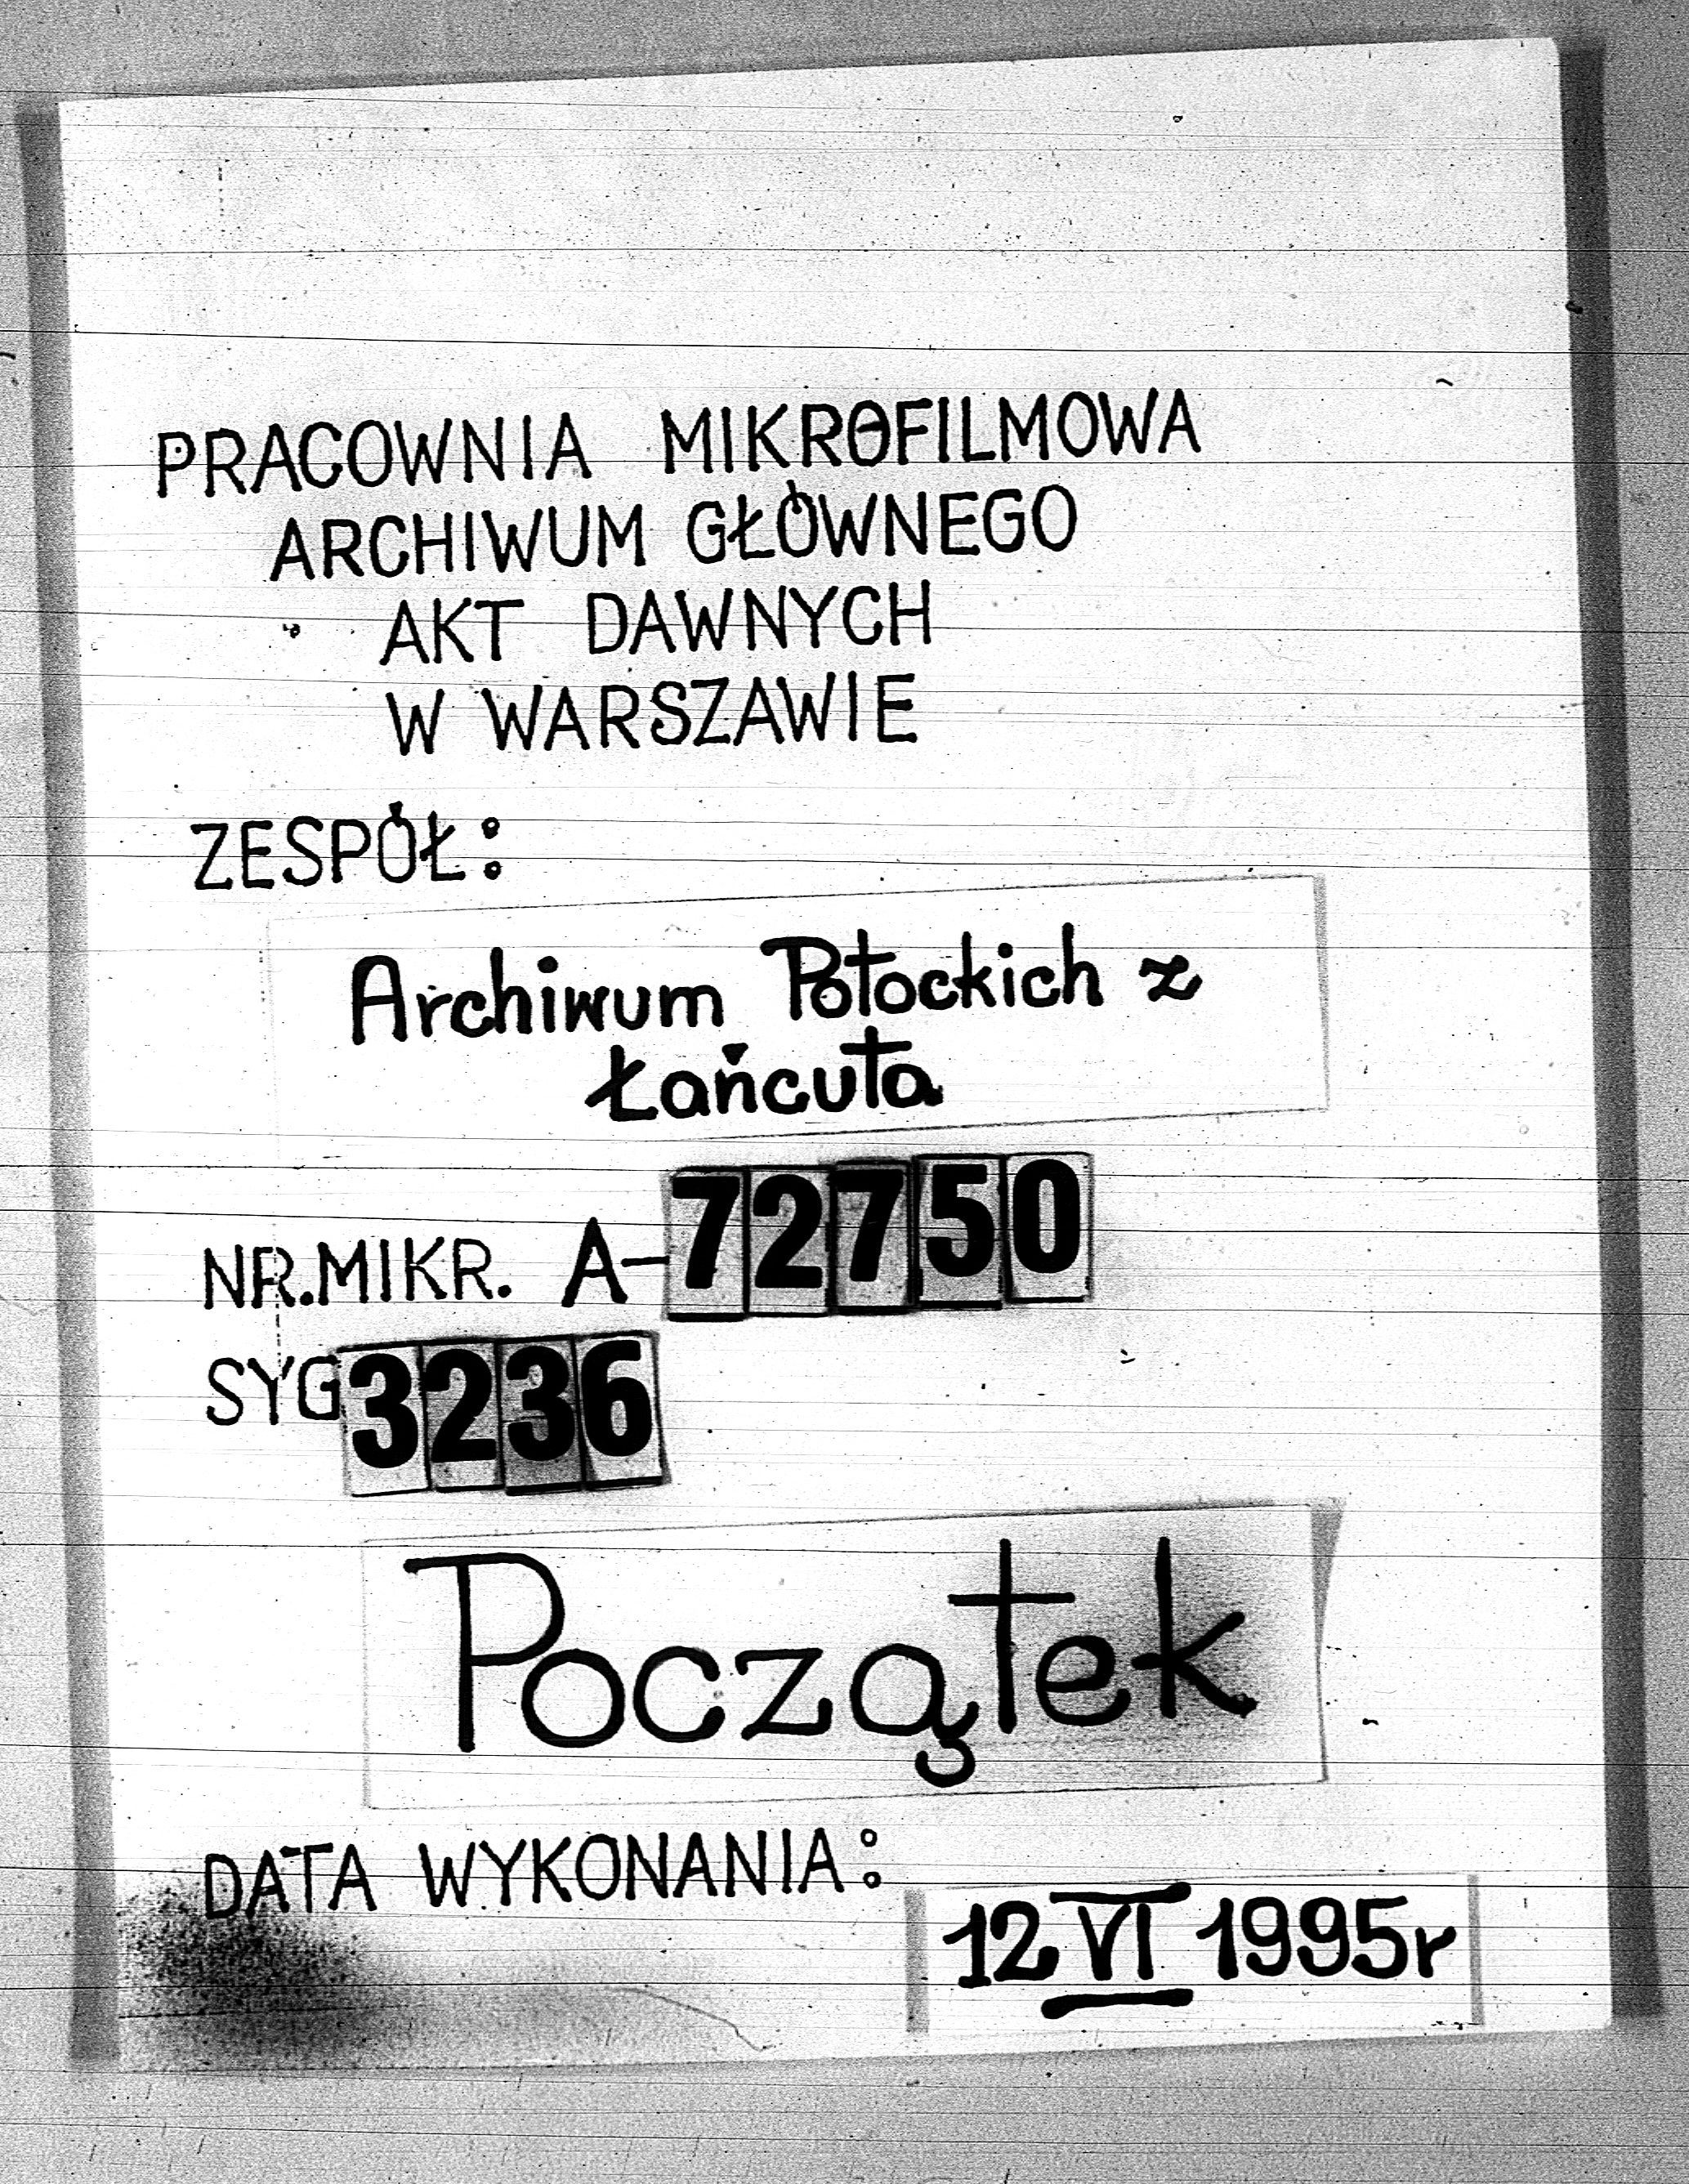 PRACOWNIA MIKROFILMOWA
ARCHIWUM GŁÓWNEGO
AKT DAWNYCH
W WARSZAWIE
ZESPÓŁ:
Archiwum Potockich z
Łańcuta
NR.MIKR. A-72750
SYG 3236
Początek
DATA WYKONANIA:
12 VI 1995r